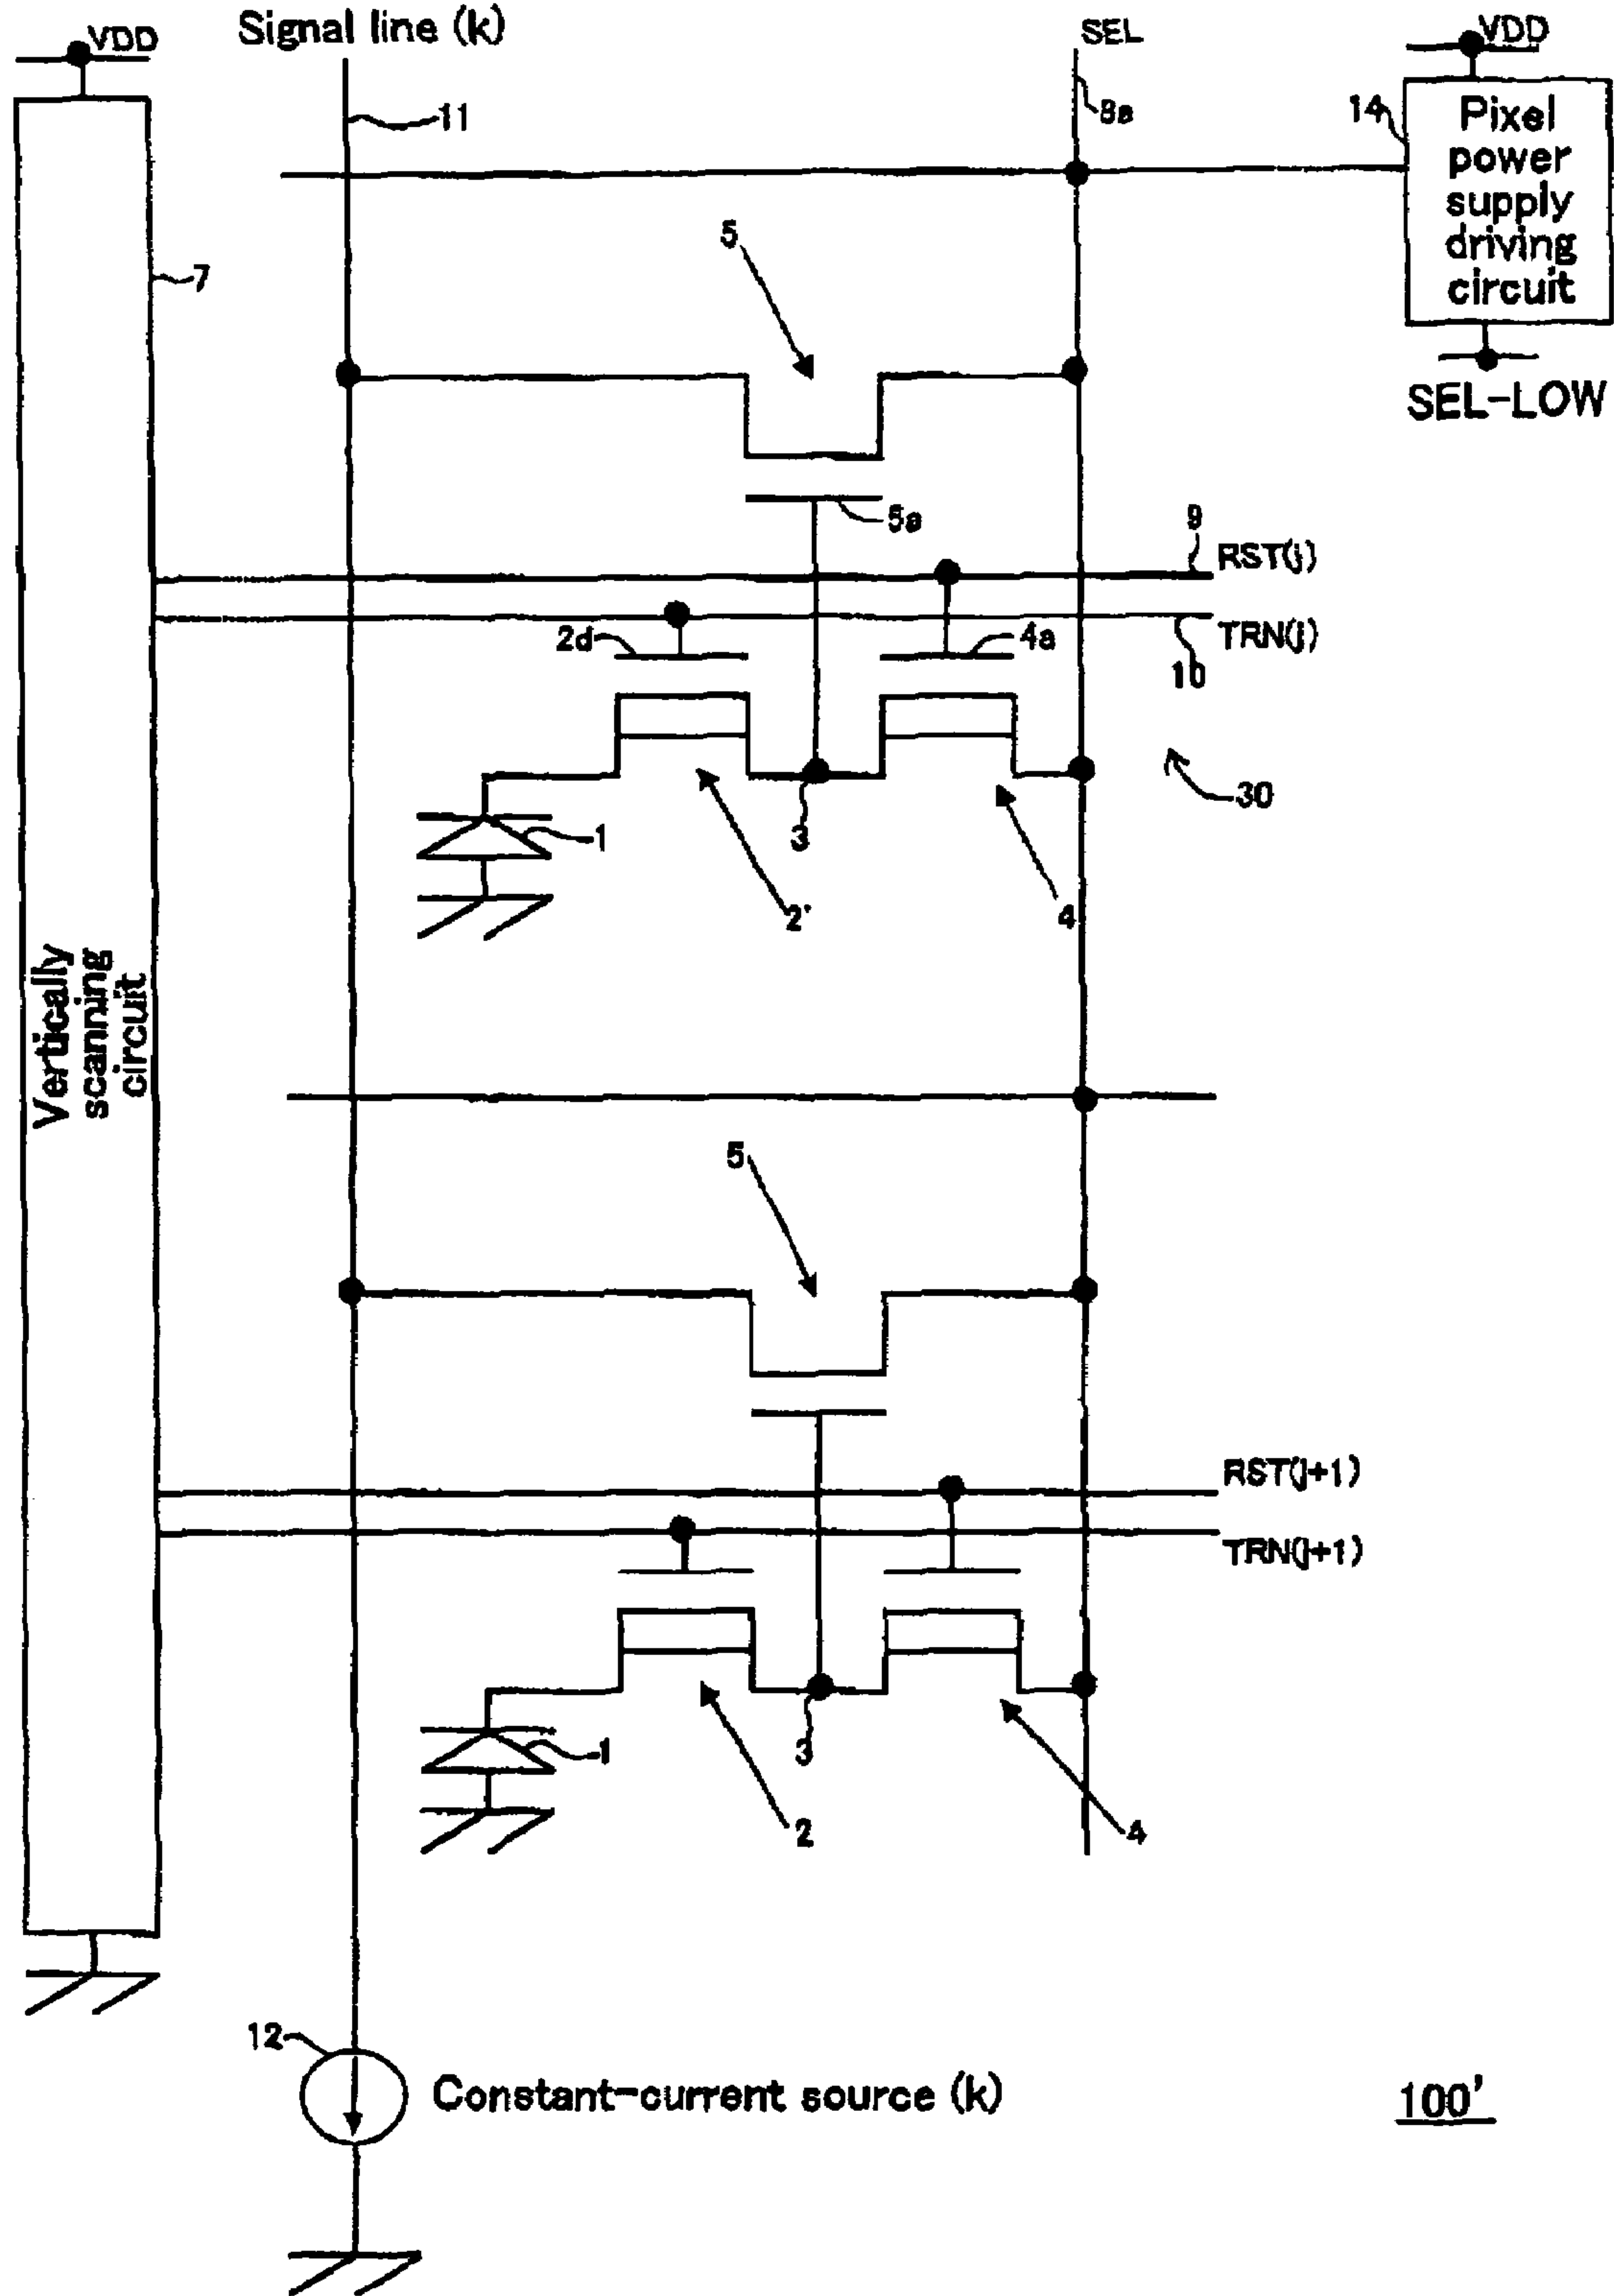 VDD
Signal line (k)
SEL
VDD
11
8a
14
Pixel
power
supply
driving
circuit
5
7
SEL-LOW
5a
9
RST(j)
2d
4a
TRN(j)
10
30
1
3
2'
4
Vertically
scanning
circuit
5
RST(j+1)
TRN(j+1)
1
3
2
4
12
Constant-current source (k)
100'